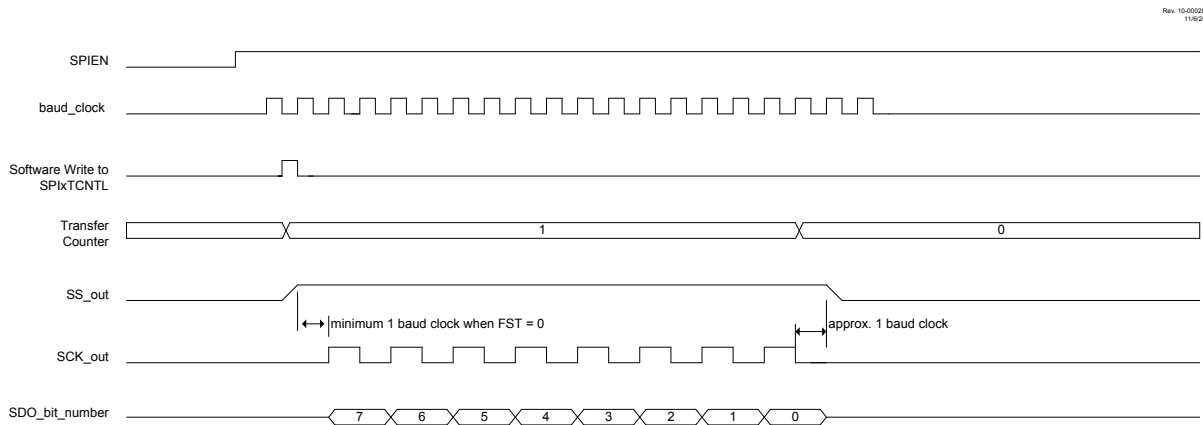 Rev. 10-0002
11/6/2
SPIEN
baud_clock
Software Write to
SPIxTCNTL
Transfer
Counter
1
0
SS_out
minimum 1 baud clock when FST = 0
approx. 1 baud clock
SCK_out
SDO_bit_number
7
6
5
4
3
2
1
0